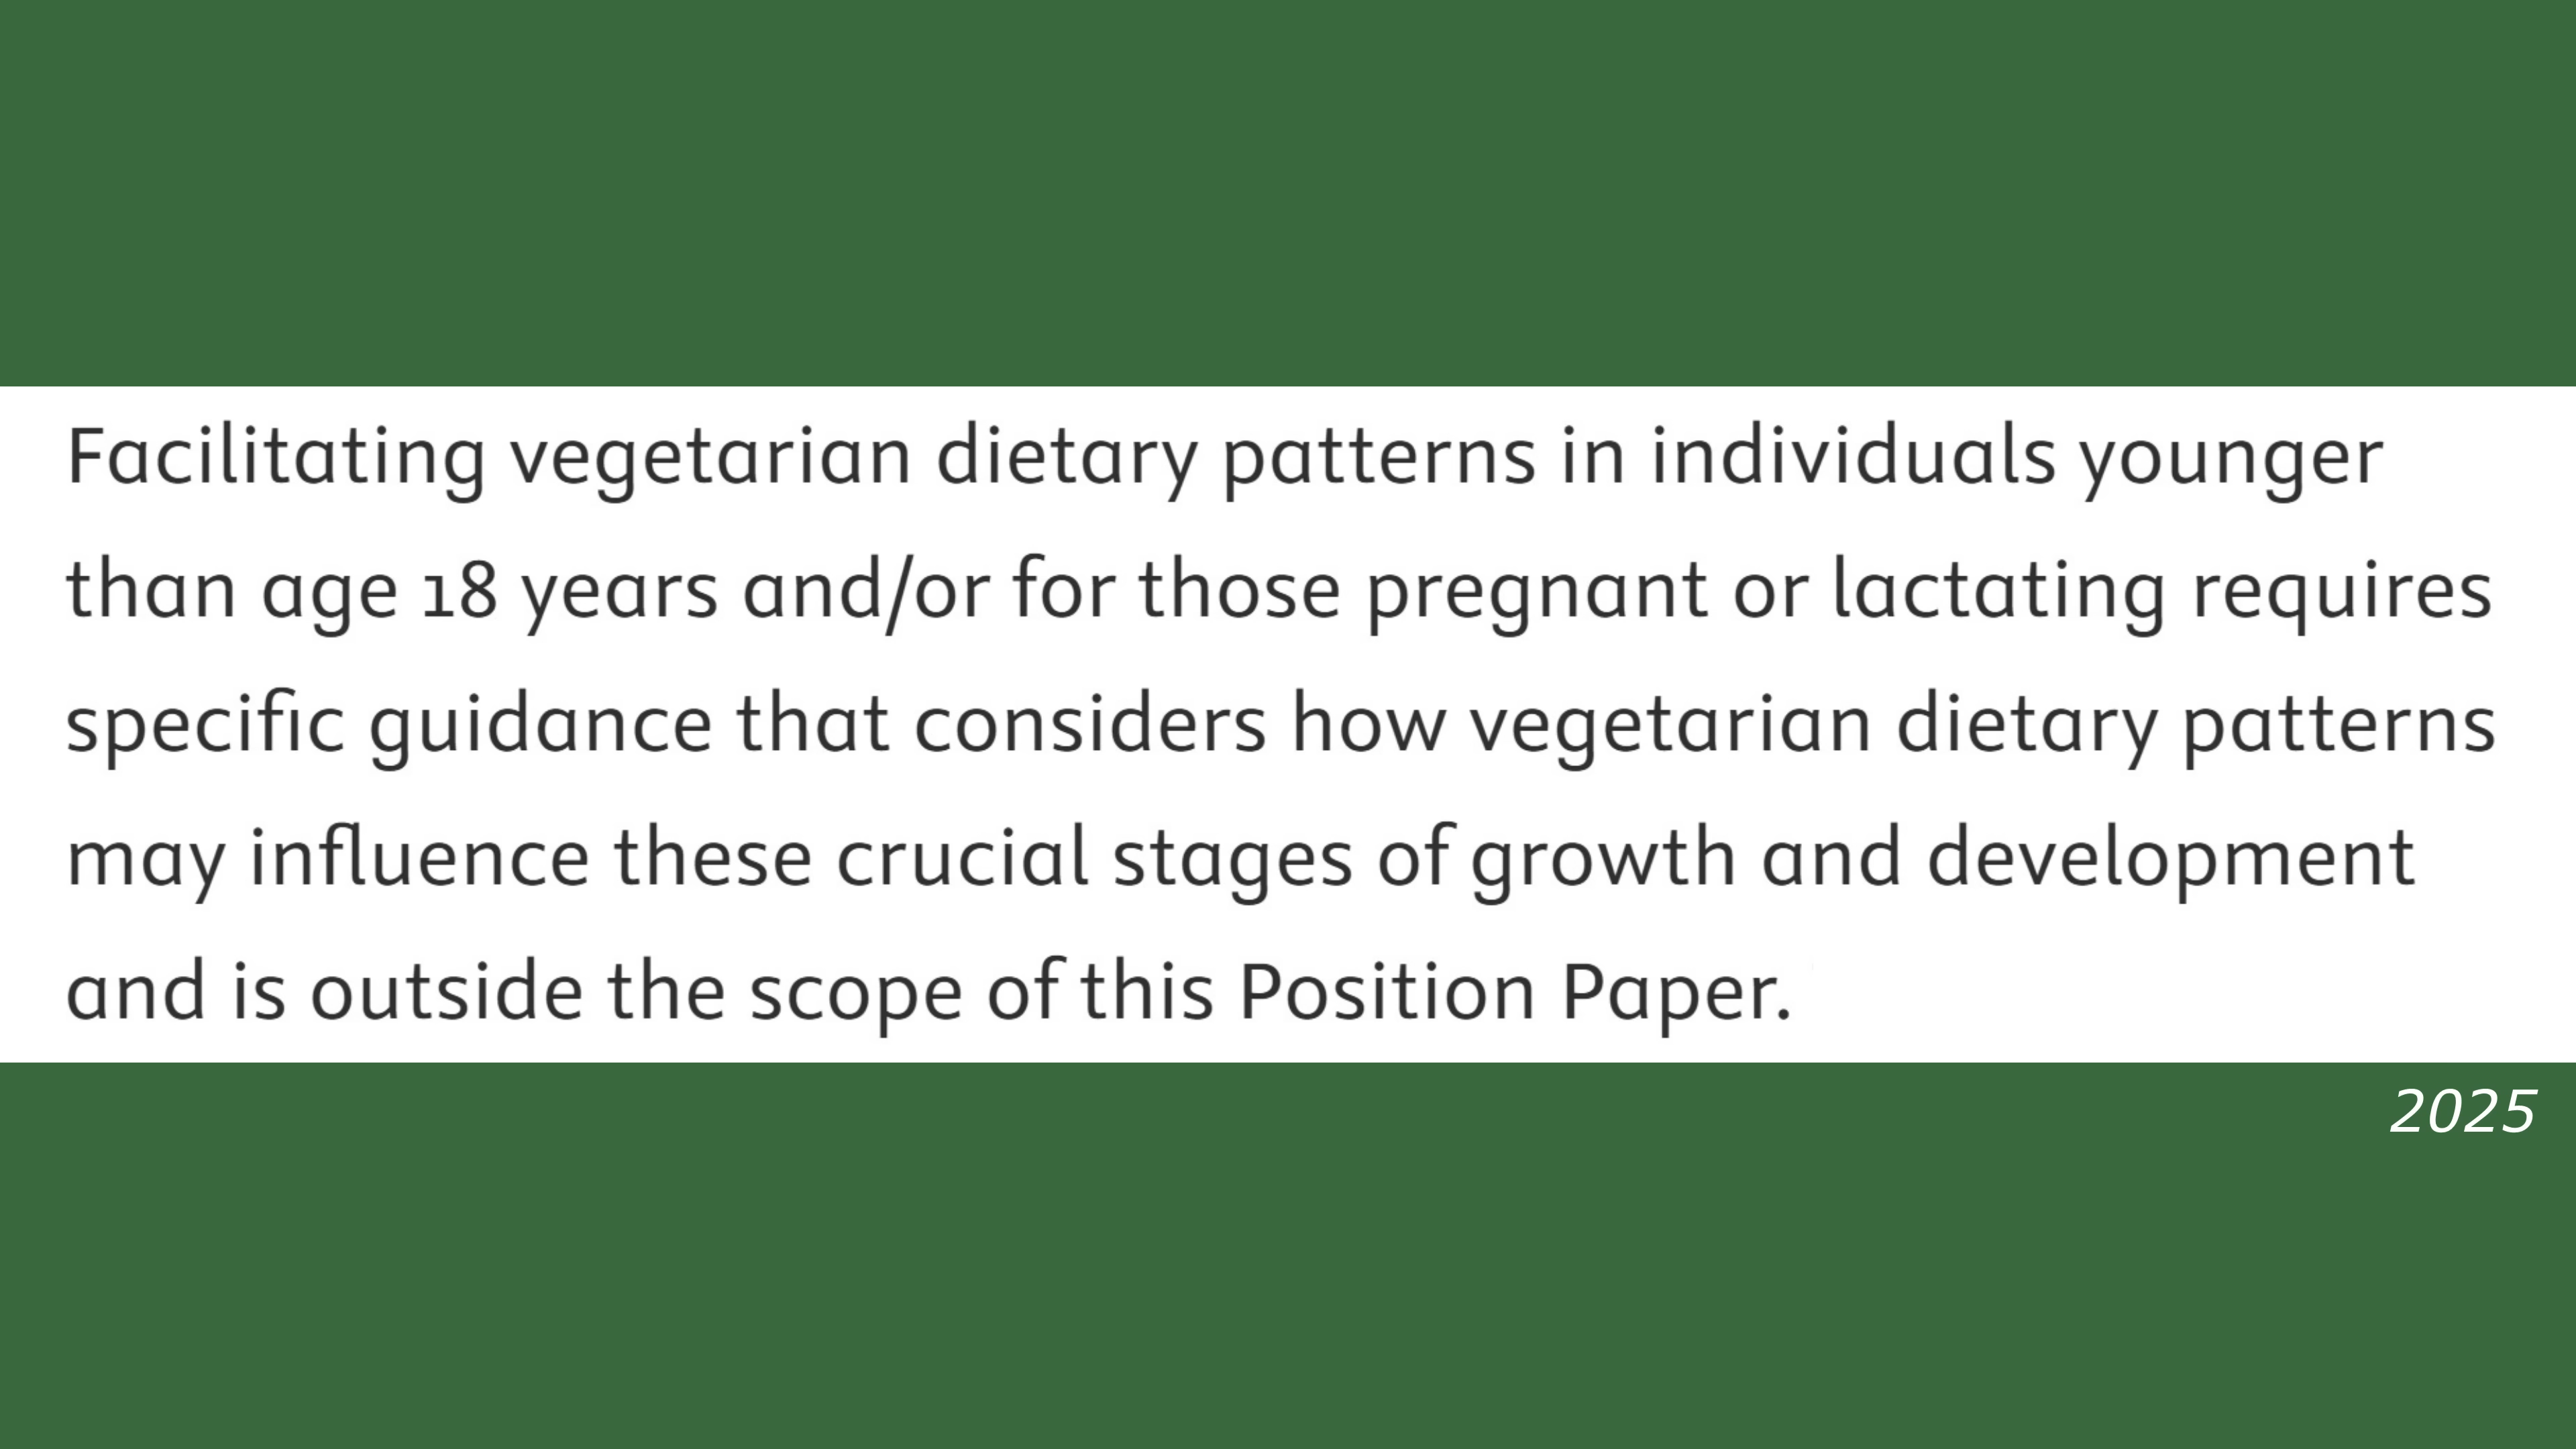 Facilitating vegetarian dietary patterns in individuals younger
than age 18 years and/or for those pregnant or lactating requires
specific guidance that considers how vegetarian dietary patterns
may influence these crucial stages of growth and development
and is outside the scope of this Position Paper.
2025